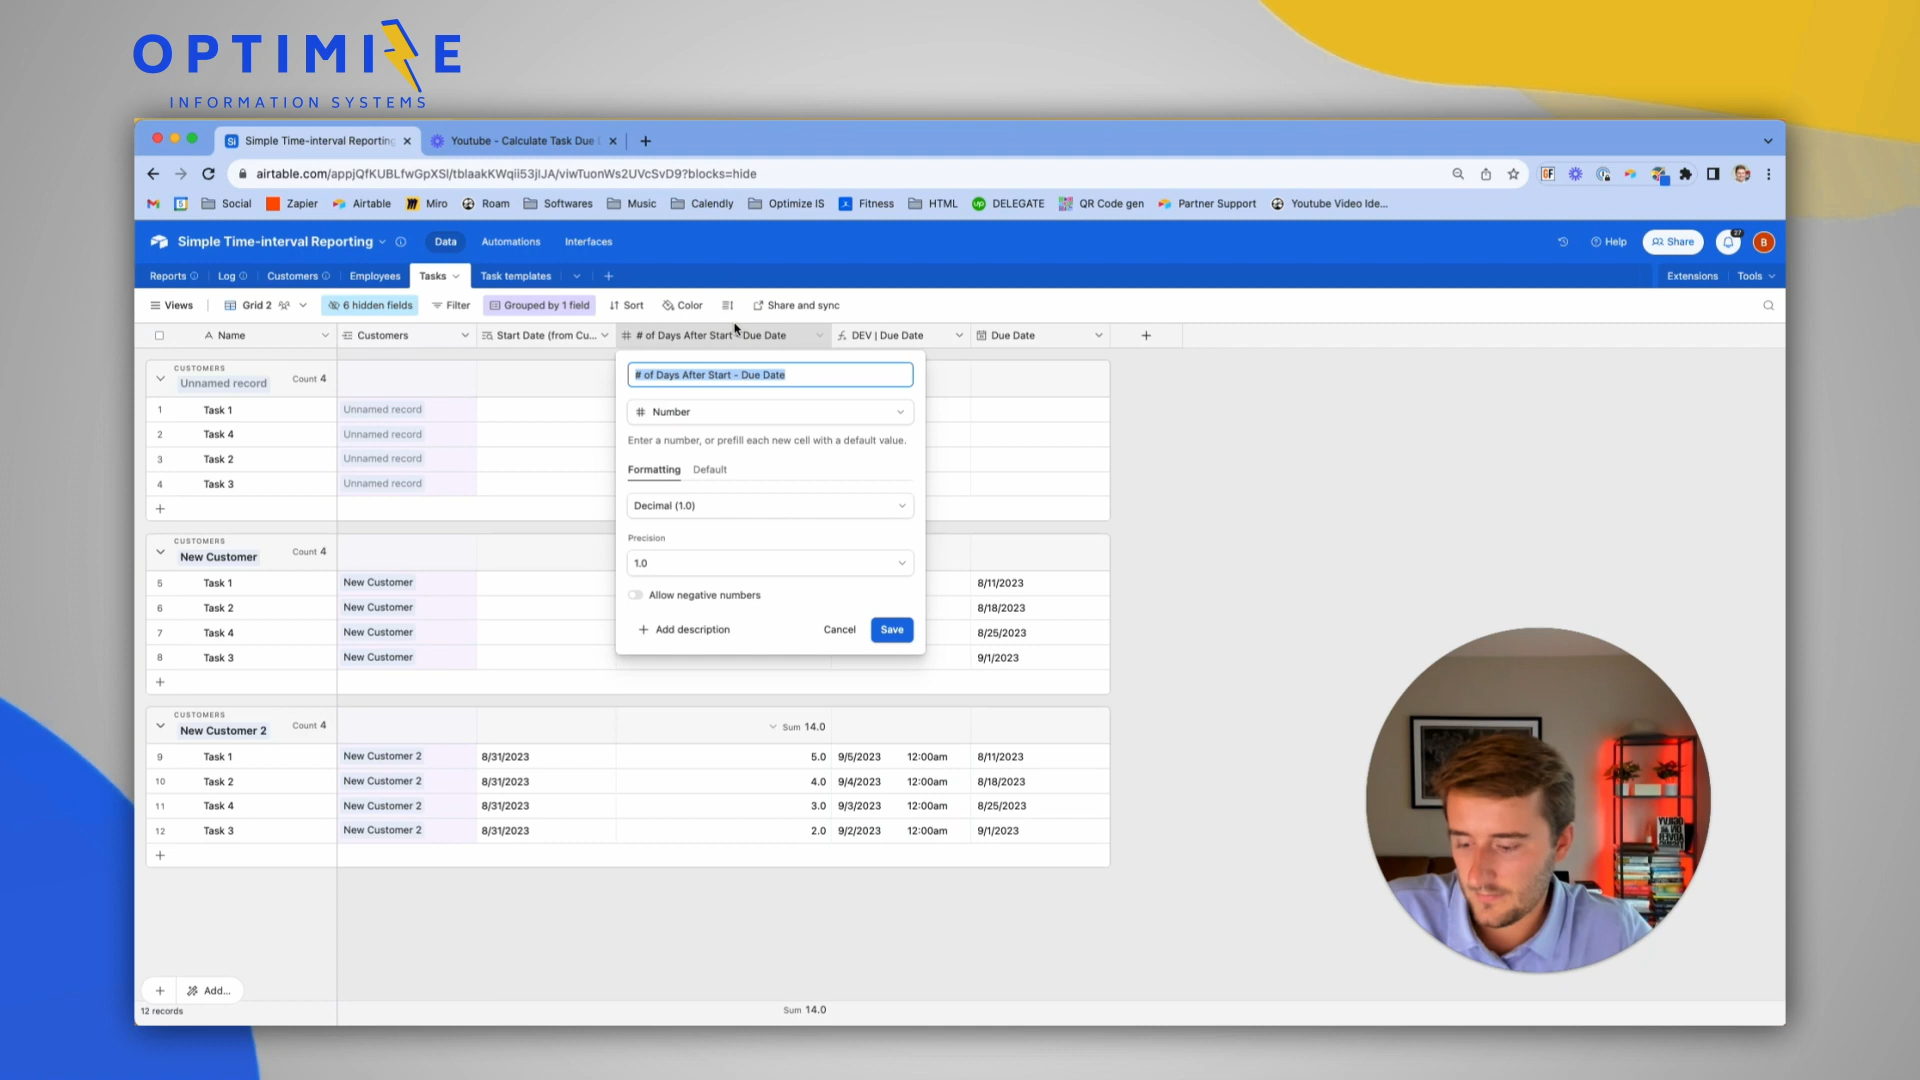 OPTIMIZE
INFORMATION SYSTEMS
Simple Time-interval Reporting
Youtube - Calculate Task Due
airtable.com/appjQfKUBLfwGpXSl/tblaakKWqii53jIJA/viwTuonWs2UVcSvD9?blocks=hide
Social Zapier Airtable Miro Roam Softwares Music Calendly Optimize IS Fitness HTML DELEGATE QR Code gen Partner Support Youtube Video Ide...
Simple Time-interval Reporting Data Automations Interfaces Help Share 27 B
Reports Log Customers Employees Tasks Task templates Extensions Tools
Views Grid 2 6 hidden fields Filter Grouped by 1 field Sort Color Share and sync
Name Customers Start Date (from Cu... # of Days After Start - Due Date DEV | Due Date Due Date
CUSTOMERS
Unnamed record Count 4
1 Task 1 Unnamed record
2 Task 4 Unnamed record
3 Task 2 Unnamed record
4 Task 3 Unnamed record
# of Days After Start - Due Date
Number
Enter a number, or prefill each new cell with a default value.
Formatting Default
Decimal (1.0)
Precision
1.0
Allow negative numbers
Add description Cancel Save
CUSTOMERS
New Customer Count 4
5 Task 1 New Customer 8/11/2023
6 Task 2 New Customer 8/18/2023
7 Task 4 New Customer 8/25/2023
8 Task 3 New Customer 9/1/2023
CUSTOMERS
New Customer 2 Count 4 Sum 14.0
9 Task 1 New Customer 2 8/31/2023 5.0 9/5/2023 12:00am 8/11/2023
10 Task 2 New Customer 2 8/31/2023 4.0 9/4/2023 12:00am 8/18/2023
11 Task 4 New Customer 2 8/31/2023 3.0 9/3/2023 12:00am 8/25/2023
12 Task 3 New Customer 2 8/31/2023 2.0 9/2/2023 12:00am 9/1/2023
Add...
12 records Sum 14.0